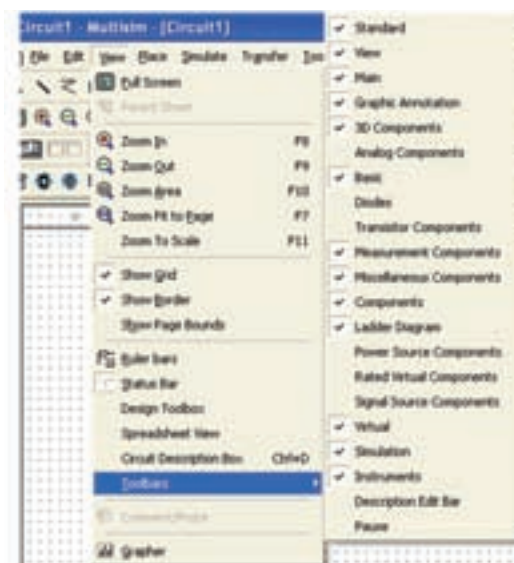 Circuit1 - Multisim - [Circuit1]
File Edit View Place Simulate Transfer
Full Screen
Parent Sheet
Zoom In F8
Zoom Out F9
Zoom Area F10
Zoom Fit to Page F7
Zoom To Scale F11
Show Grid
Show Border
Show Page Bounds
Ruler bars
Status Bar
Design Toolbox
Spreadsheet View
Circuit Description Box Ctrl+D
Toolbars
Comment/Probe
Grapher
Standard
View
Main
Graphic Annotation
3D Components
Analog Components
Basic
Diodes
Transistor Components
Measurement Components
Miscellaneous Components
Components
Ladder Diagram
Power Source Components
Rated Virtual Components
Signal Source Components
Virtual
Simulation
Instruments
Description Edit Bar
Pause